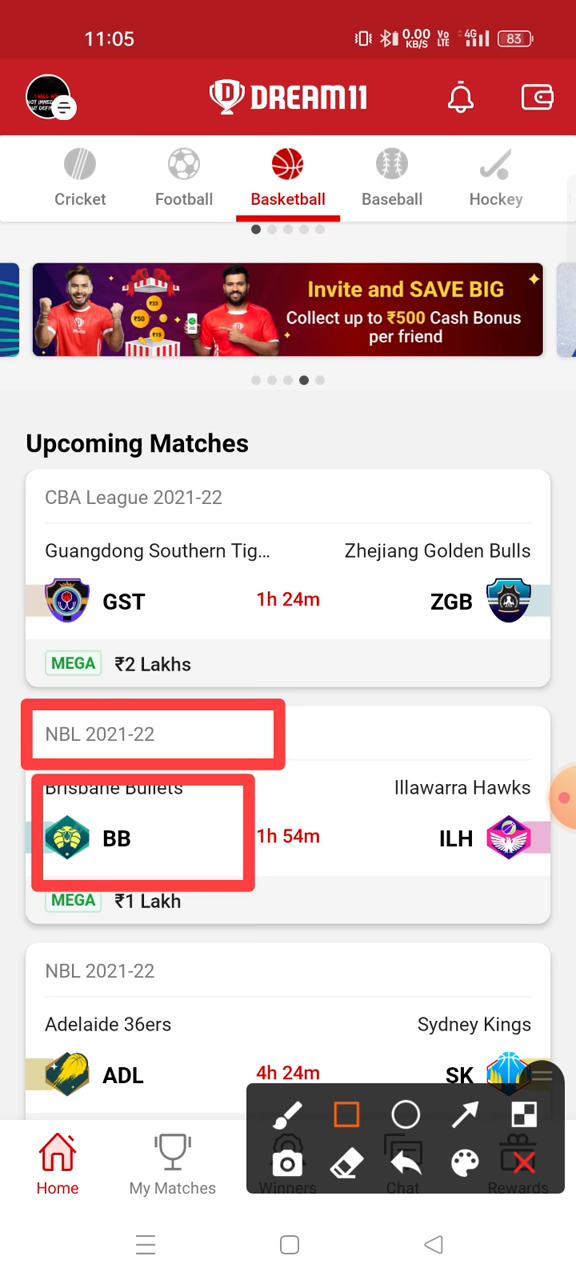 11:05
0.00 KB/S
Vo LTE
4G
83
DREAM11
Cricket
Football
Basketball
Baseball
Hockey
Invite and SAVE BIG
Collect up to ₹500 Cash Bonus
per friend
Upcoming Matches
CBA League 2021-22
Guangdong Southern Tig...
Zhejiang Golden Bulls
GST
1h 24m
ZGB
MEGA ₹2 Lakhs
NBL 2021-22
Brisbane Bullets
Illawarra Hawks
BB
1h 54m
ILH
MEGA ₹1 Lakh
NBL 2021-22
Adelaide 36ers
Sydney Kings
ADL
4h 24m
SK
Home
My Matches
Winners
Chat
Rewards